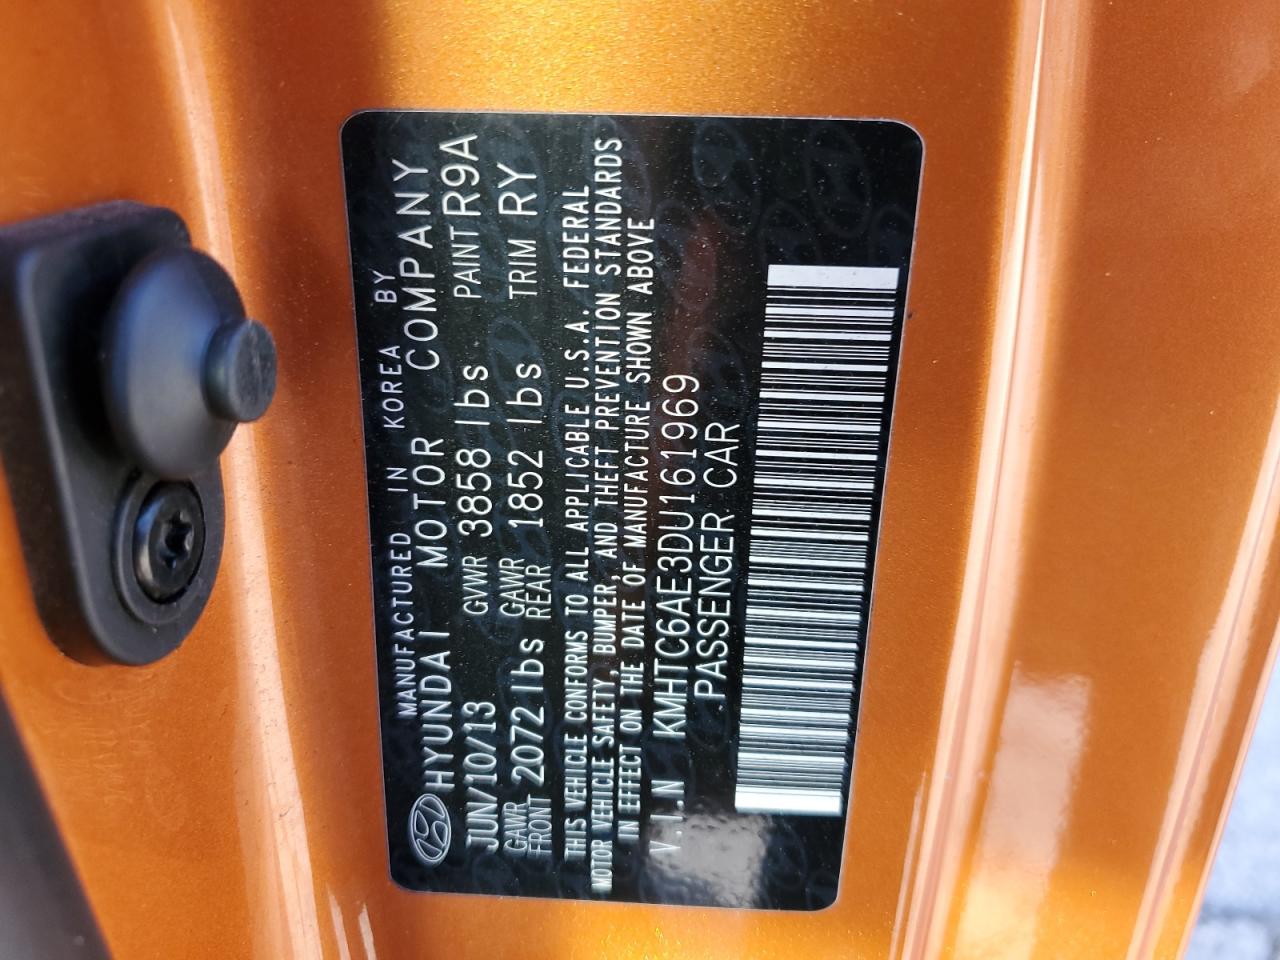 MANUFACTURED IN KOREA BY
HYUNDAI MOTOR COMPANY
JUN/10/13 GVWR 3858 lbs PAINT R9A
GAWR FRONT 2072 lbs GAWR REAR 1852 lbs TRIM RY
THIS VEHICLE CONFORMS TO ALL APPLICABLE U.S.A. FEDERAL
MOTOR VEHICLE SAFETY, BUMPER, AND THEFT PREVENTION STANDARDS
IN EFFECT ON THE DATE OF MANUFACTURE SHOWN ABOVE
V.I.N KMHTC6AE3DU161969
PASSENGER CAR